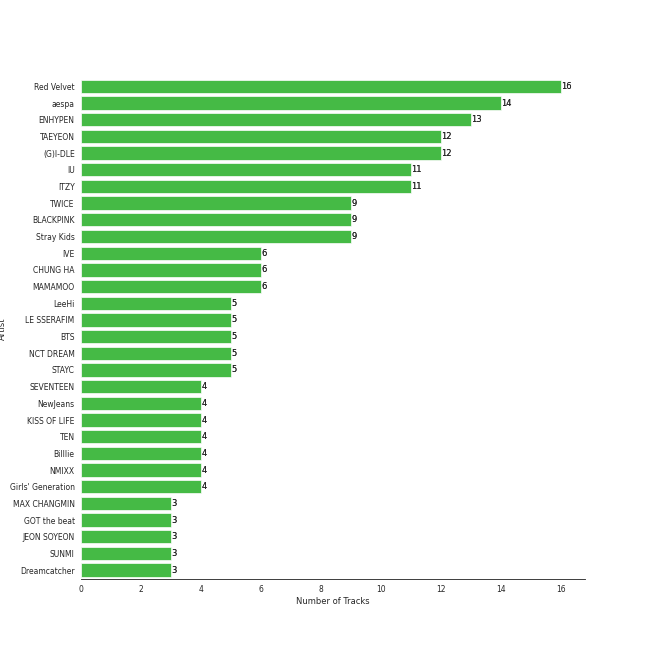 Red Velvet 16
aespa 14
ENHYPEN 13
TAEYEON 12
(G)I-DLE 12
IU 11
ITZY 11
TWICE 9
BLACKPINK 9
Stray Kids 9
IVE 6
CHUNG HA 6
MAMAMOO 6
LeeHi 5
LE SSERAFIM 5
BTS 5
NCT DREAM 5
STAYC 5
SEVENTEEN 4
NewJeans 4
KISS OF LIFE 4
TEN 4
Billlie 4
NMIXX 4
Girls' Generation 4
MAX CHANGMIN 3
GOT the beat 3
JEON SOYEON 3
SUNMI 3
Dreamcatcher 3
Artist
0 2 4 6 8 10 12 14 16
Number of Tracks